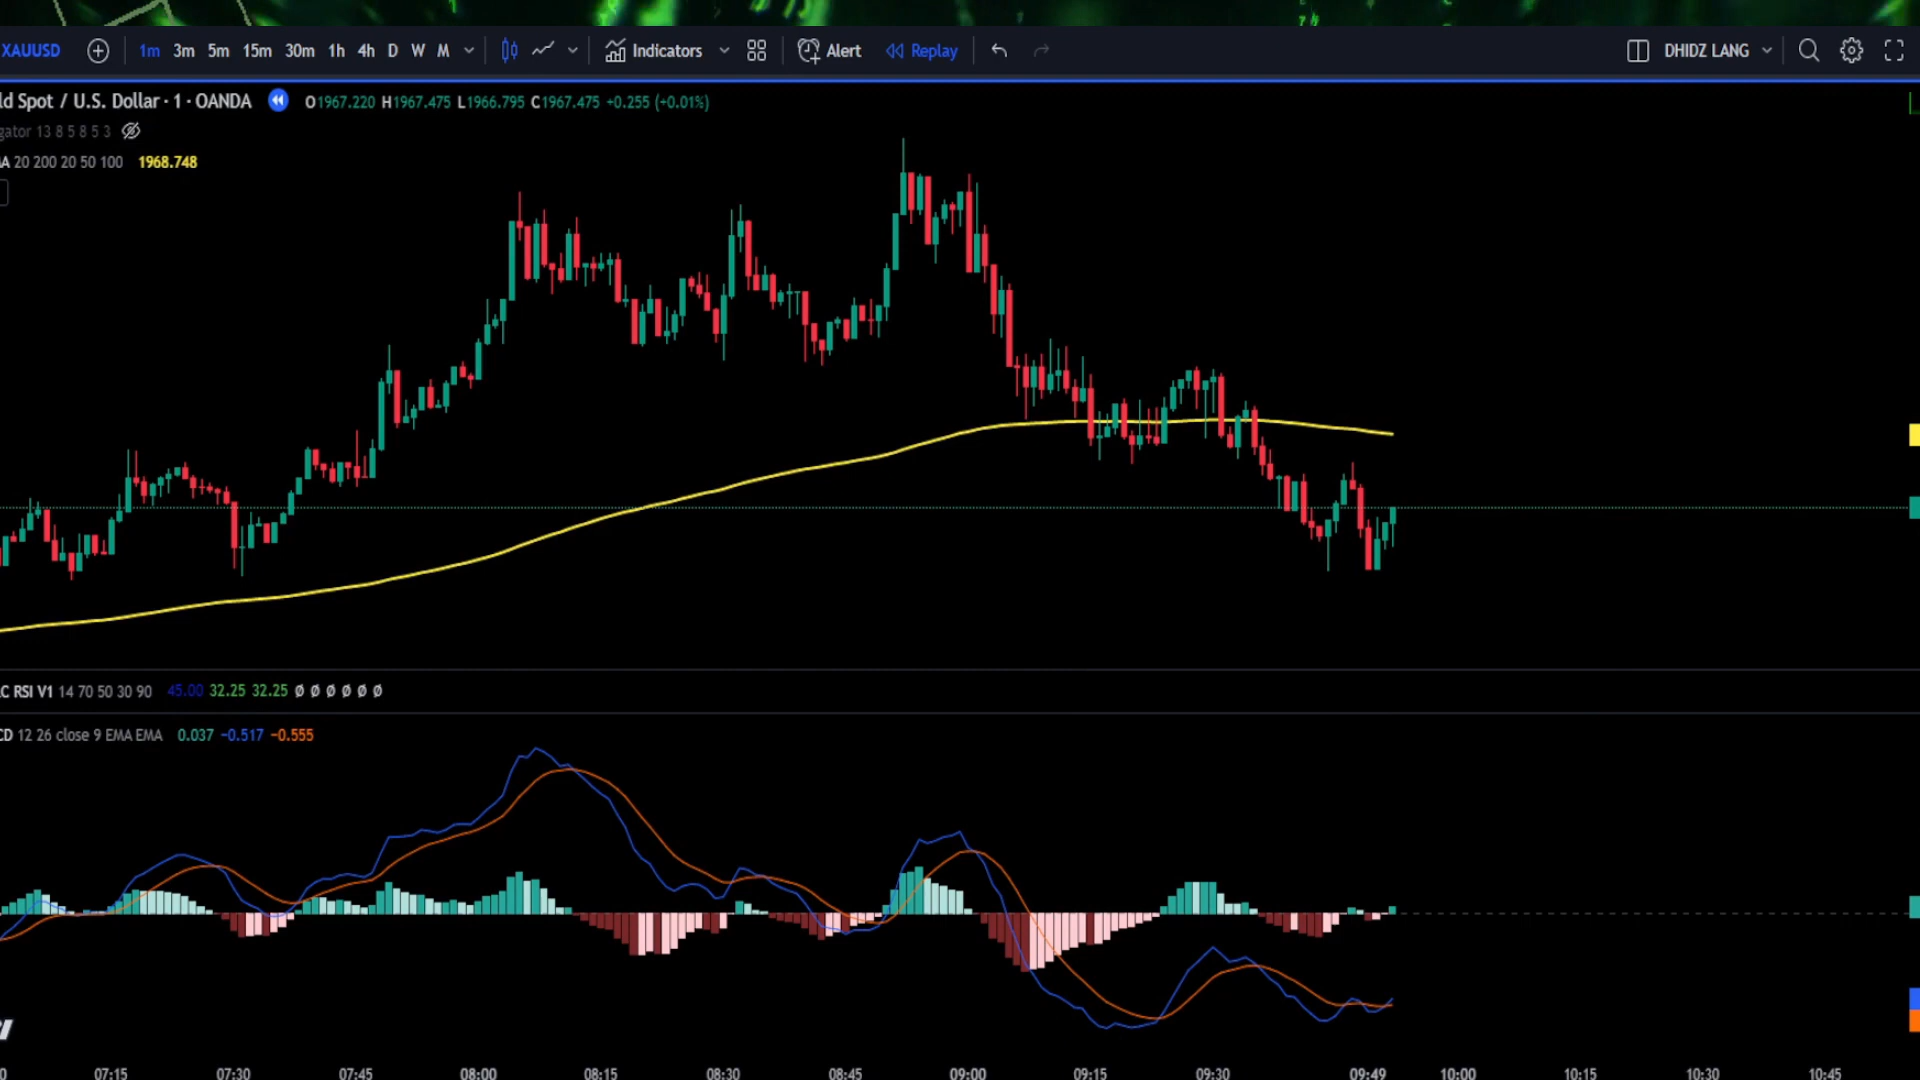 XAUUSD 1m 3m 5m 15m 30m 1h 4h D W M Indicators Alert Replay DHIDZ LANG
ld Spot / U.S. Dollar · 1 · OANDA O1967.220 H1967.475 L1966.795 C1967.475 +0.255 (+0.01%)
gator 13 8 5 8 5 3
A 20 200 20 50 100 1968.748
C RSI V1 14 70 50 30 90 45.00 32.25 32.25 Ø Ø Ø Ø Ø Ø
CD 12 26 close 9 EMA EMA 0.037 −0.517 −0.555
0 07:15 07:30 07:45 08:00 08:15 08:30 08:45 09:00 09:15 09:30 09:49 10:00 10:15 10:30 10:45